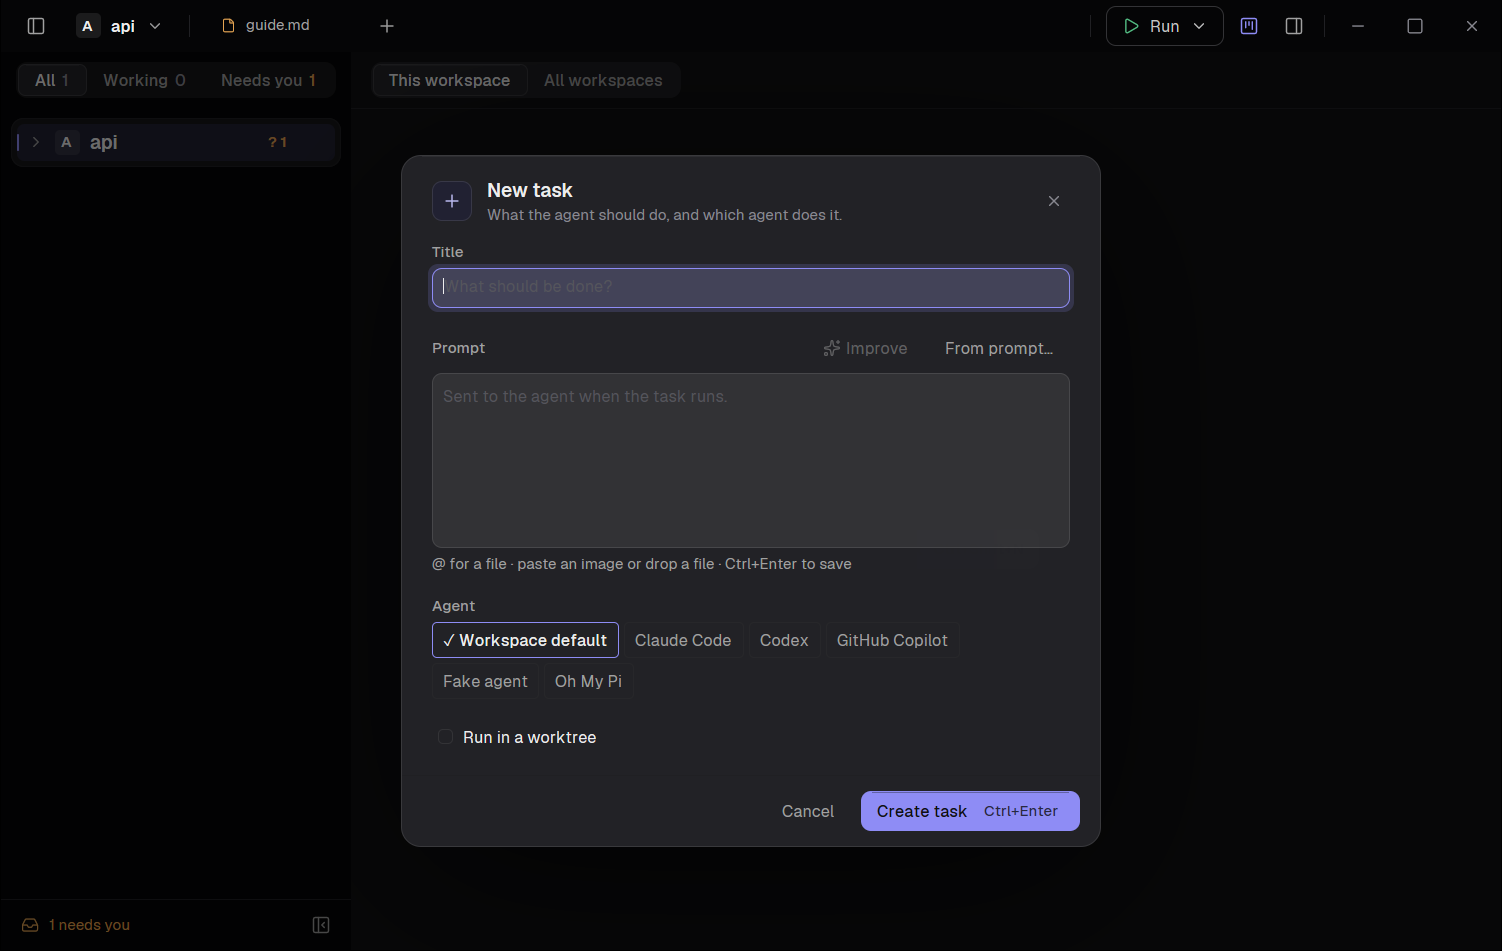 A api
guide.md
Run
All 1
Working 0
Needs you 1
This workspace
All workspaces
A api ? 1
New task
What the agent should do, and which agent does it.
Title
What should be done?
Prompt
Improve
From prompt...
Sent to the agent when the task runs.
@ for a file · paste an image or drop a file · Ctrl+Enter to save
Agent
✓ Workspace default
Claude Code
Codex
GitHub Copilot
Fake agent
Oh My Pi
Run in a worktree
Cancel
Create task Ctrl+Enter
1 needs you